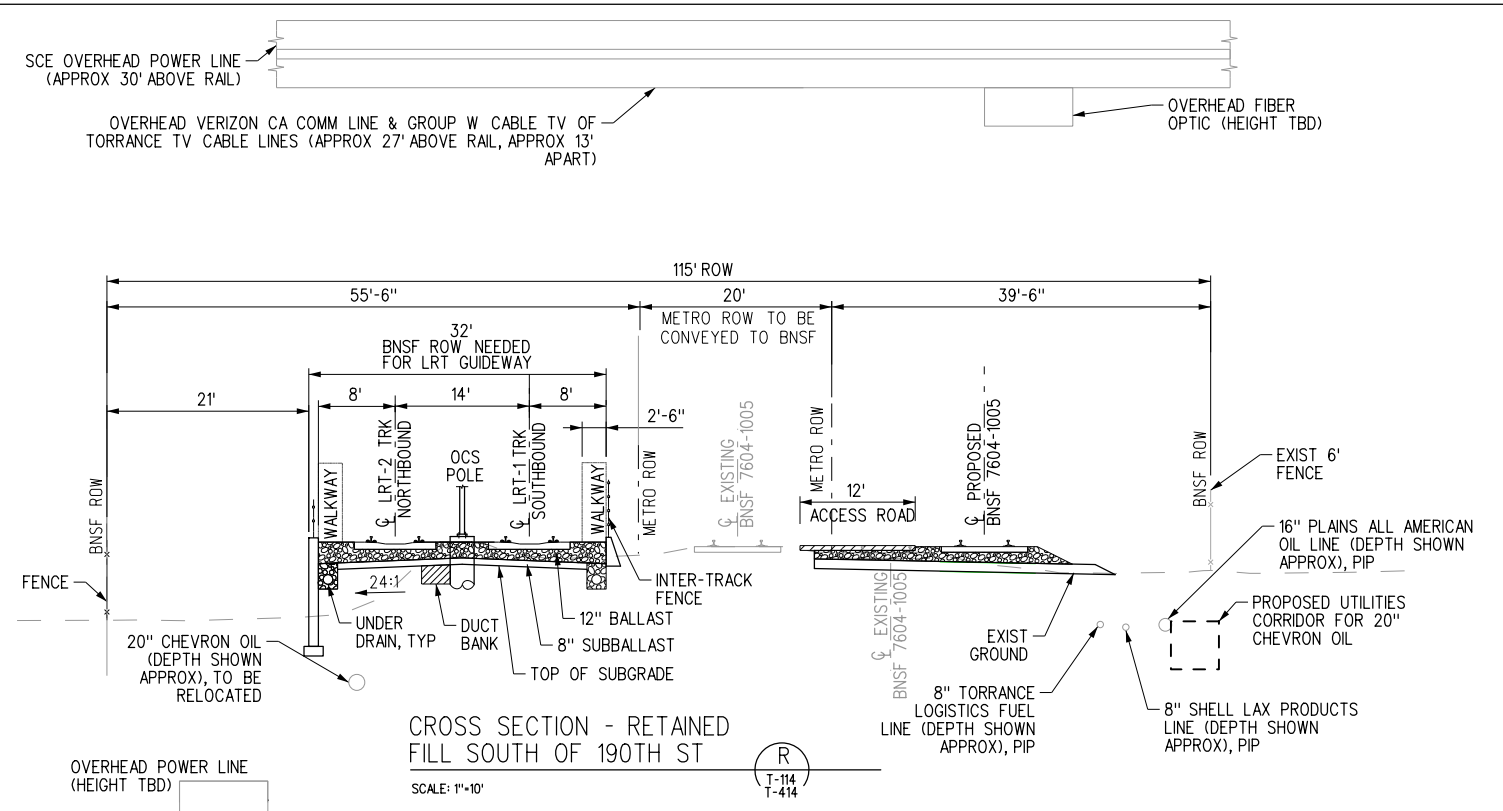 SCE OVERHEAD POWER LINE
(APPROX 30' ABOVE RAIL)
OVERHEAD VERIZON CA COMM LINE & GROUP W CABLE TV OF
TORRANCE TV CABLE LINES (APPROX 27' ABOVE RAIL, APPROX 13'
APART)
OVERHEAD FIBER
OPTIC (HEIGHT TBD)
115' ROW
55'-6"
20'
39'-6"
METRO ROW TO BE
CONVEYED TO BNSF
32'
BNSF ROW NEEDED
FOR LRT GUIDEWAY
21'
8'
14'
8'
2'-6"
BNSF ROW
WALKWAY
℄ LRT-2 TRK
NORTHBOUND
OCS
POLE
℄ LRT-1 TRK
SOUTHBOUND
WALKWAY
METRO ROW
℄ EXISTING
BNSF 7604-1005
METRO ROW
12'
ACCESS ROAD
℄ PROPOSED
BNSF 7604-1005
BNSF ROW
EXIST 6'
FENCE
16" PLAINS ALL AMERICAN
OIL LINE (DEPTH SHOWN
APPROX), PIP
PROPOSED UTILITIES
CORRIDOR FOR 20"
CHEVRON OIL
FENCE
24:1
INTER-TRACK
FENCE
12" BALLAST
8" SUBBALLAST
TOP OF SUBGRADE
UNDER
DRAIN, TYP
DUCT
BANK
20" CHEVRON OIL
(DEPTH SHOWN
APPROX), TO BE
RELOCATED
℄ EXISTING
BNSF 7604-1005
EXIST
GROUND
8" TORRANCE
LOGISTICS FUEL
LINE (DEPTH SHOWN
APPROX), PIP
8" SHELL LAX PRODUCTS
LINE (DEPTH SHOWN
APPROX), PIP
CROSS SECTION - RETAINED
FILL SOUTH OF 190TH ST
SCALE: 1"=10'
R
T-114
T-414
OVERHEAD POWER LINE
(HEIGHT TBD)